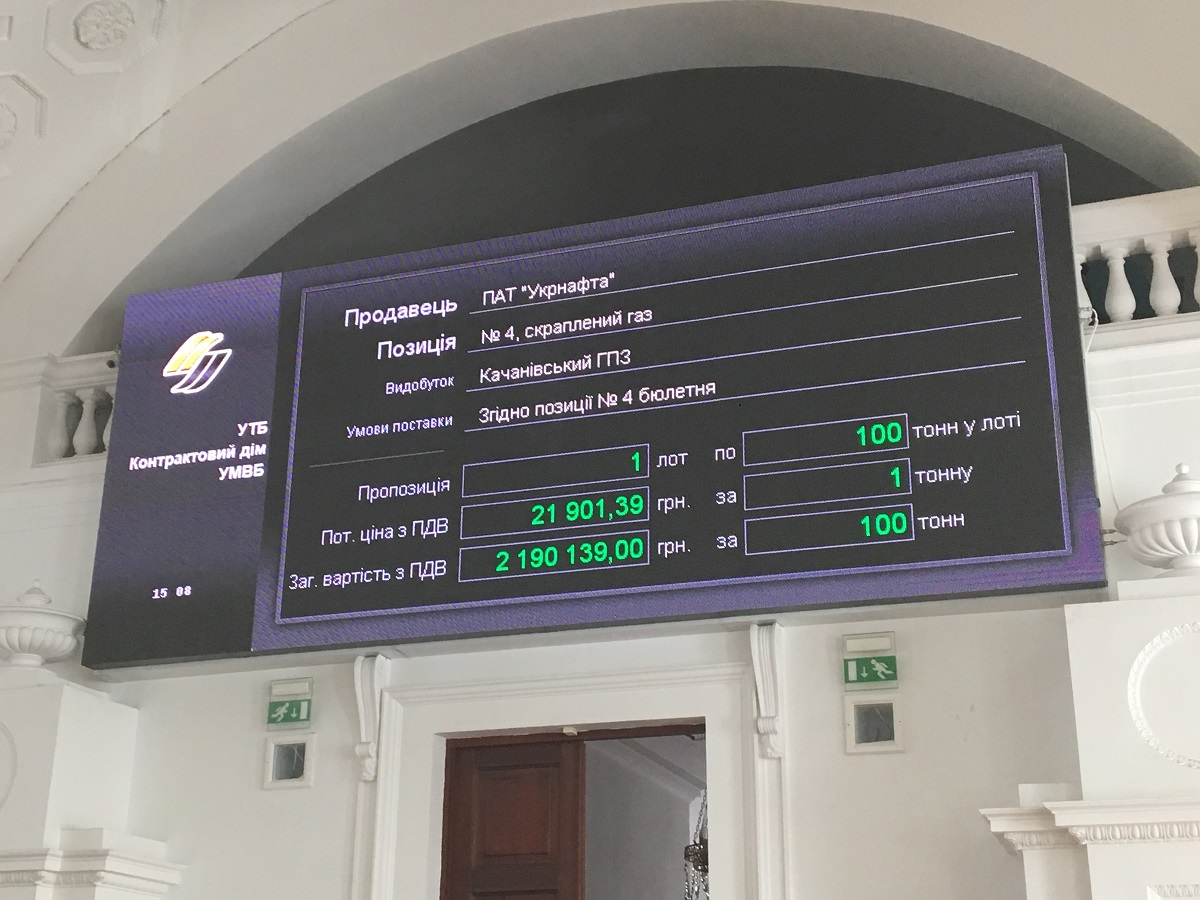 УТБ
Контрактовий дім
УМВБ
15 08
Продавець ПАТ "Укрнафта"
Позиція № 4, скраплений газ
Видобуток Качанівський ГПЗ
Умови поставки Згідно позиції № 4 бюлетня
Пропозиція 1 лот по 100 тонн у лоті
Пот. ціна з ПДВ 21 901,39 грн. за 1 тонну
Заг. вартість з ПДВ 2 190 139,00 грн. за 100 тонн